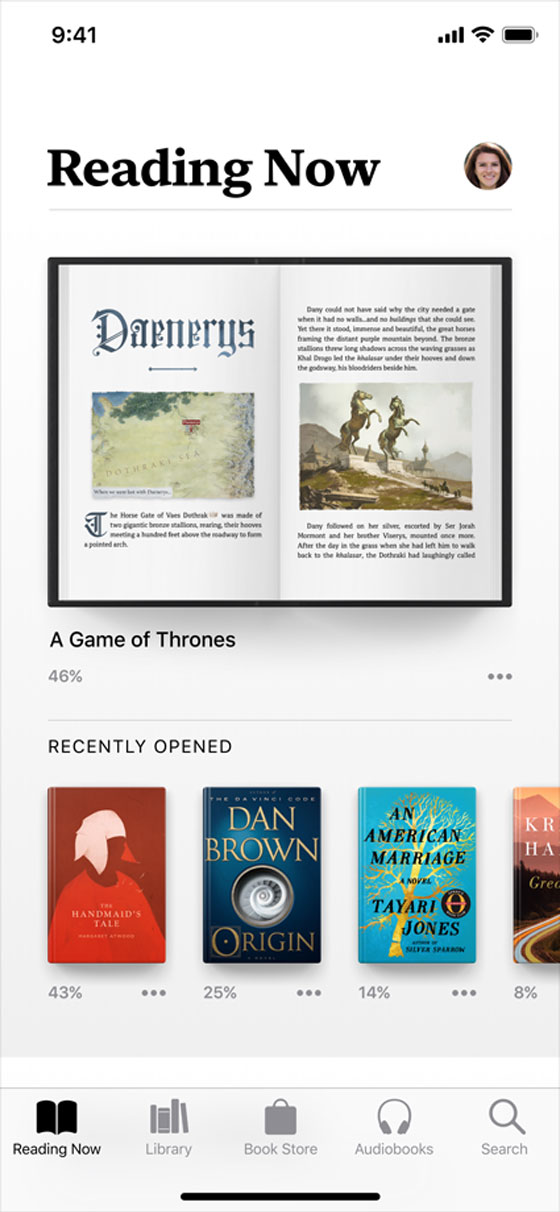 9:41
Reading Now
Daenerys
DOTHRAKI SEA
When we now last with Daenerys...
The Horse Gate of Vaes Dothrak was made of
two gigantic bronze stallions, rearing, their hooves
meeting a hundred feet above the roadway to form
a pointed arch.
Dany could not have said why the city needed a gate
when it had no walls...and no buildings that she could see.
Yet there it stood, immense and beautiful, the great horses
framing the distant purple mountain beyond. The bronze
stallions threw long shadows across the waving grasses as
Khal Drogo led the khalasar under their hooves and down
the godsway, his bloodriders beside him.
Dany followed on her silver, escorted by Ser Jorah
Mormont and her brother Viserys, mounted once more.
After the day in the grass when she had left him to walk
back to the khalasar, the Dothraki had laughingly called
A Game of Thrones
46%
RECENTLY OPENED
THE
HANDMAID'S
TALE
MARGARET ATWOOD
43%
AUTHOR OF
THE DA VINCI CODE
DAN
BROWN
ORIGIN
A NOVEL
25%
AN
AMERICAN
MARRIAGE
A NOVEL
TAYARI
JONES
AUTHOR OF
SILVER SPARROW
14%
KR
HA
Grea
8%
Reading Now
Library
Book Store
Audiobooks
Search